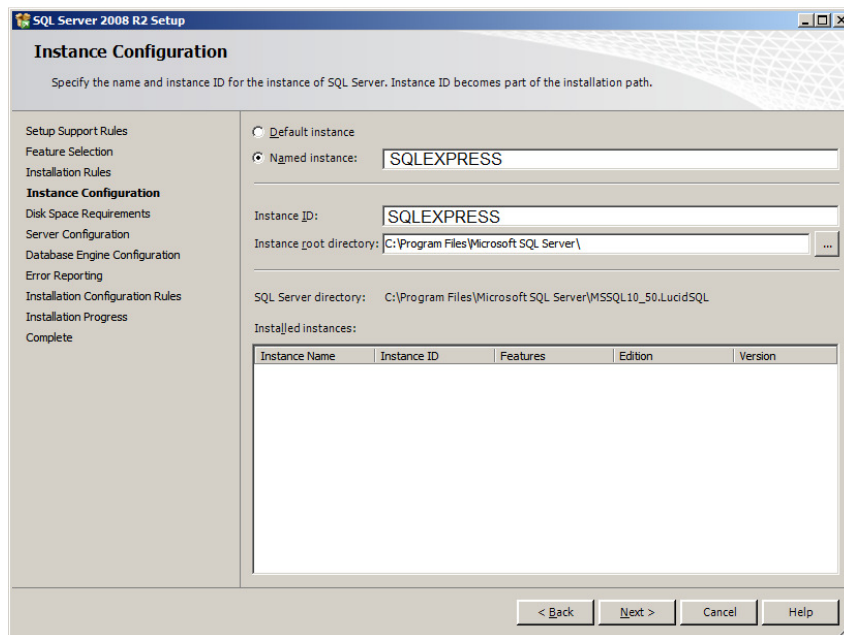 SQL Server 2008 R2 Setup
Instance Configuration
Specify the name and instance ID for the instance of SQL Server. Instance ID becomes part of the installation path.
Setup Support Rules
Feature Selection
Installation Rules
Instance Configuration
Disk Space Requirements
Server Configuration
Database Engine Configuration
Error Reporting
Installation Configuration Rules
Installation Progress
Complete
Default instance
Named instance: SQLEXPRESS
Instance ID: SQLEXPRESS
Instance root directory: C:\Program Files\Microsoft SQL Server\ ...
SQL Server directory: C:\Program Files\Microsoft SQL Server\MSSQL10_50.LucidSQL
Installed instances:
Instance Name Instance ID Features Edition Version
< Back Next > Cancel Help